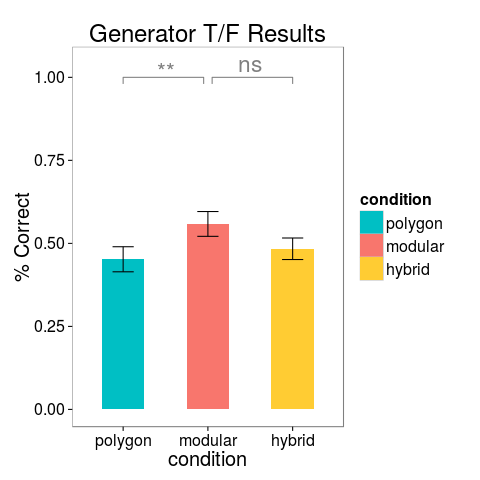 Generator T/F Results
** ns
1.00
0.75
0.50
0.25
0.00
% Correct
polygon modular hybrid
condition
condition
polygon
modular
hybrid